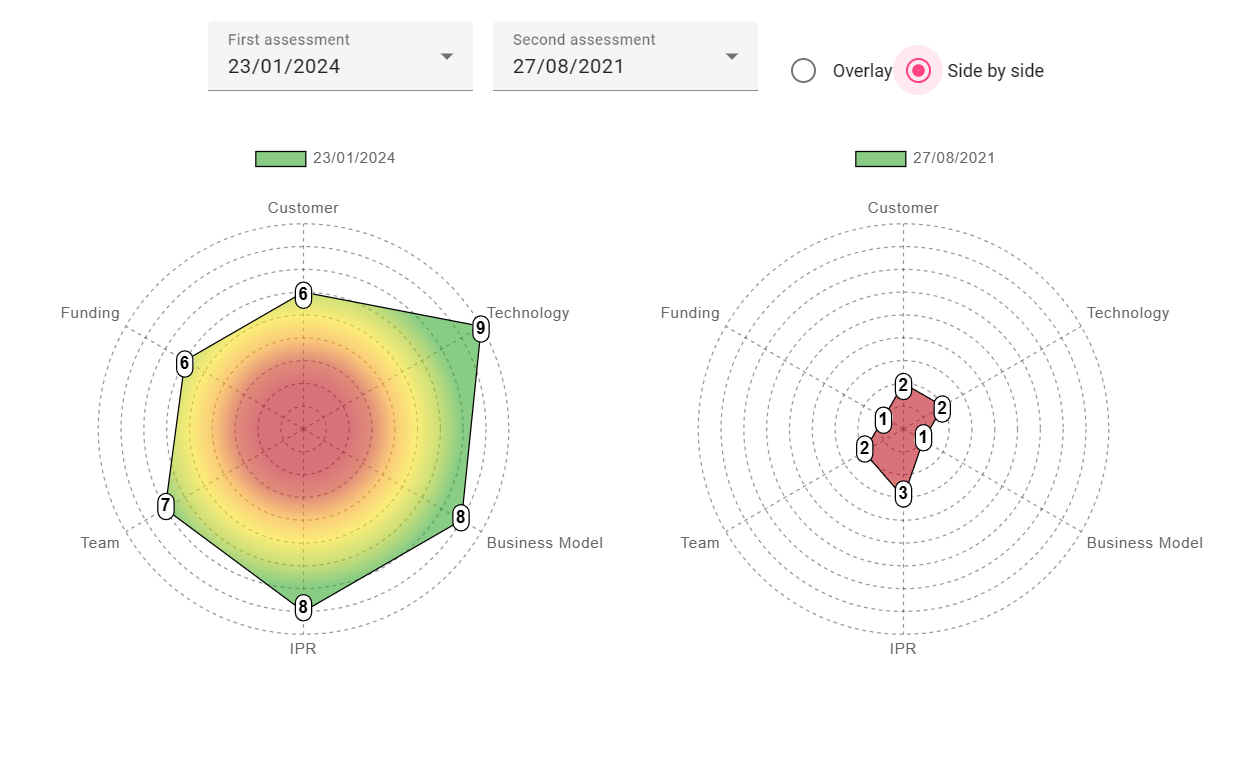 First assessment
23/01/2024
Second assessment
27/08/2021
Overlay
Side by side
23/01/2024
Customer
Technology
Business Model
IPR
Team
Funding
6
9
8
8
7
6
27/08/2021
Customer
Technology
Business Model
IPR
Team
Funding
2
2
1
3
2
1